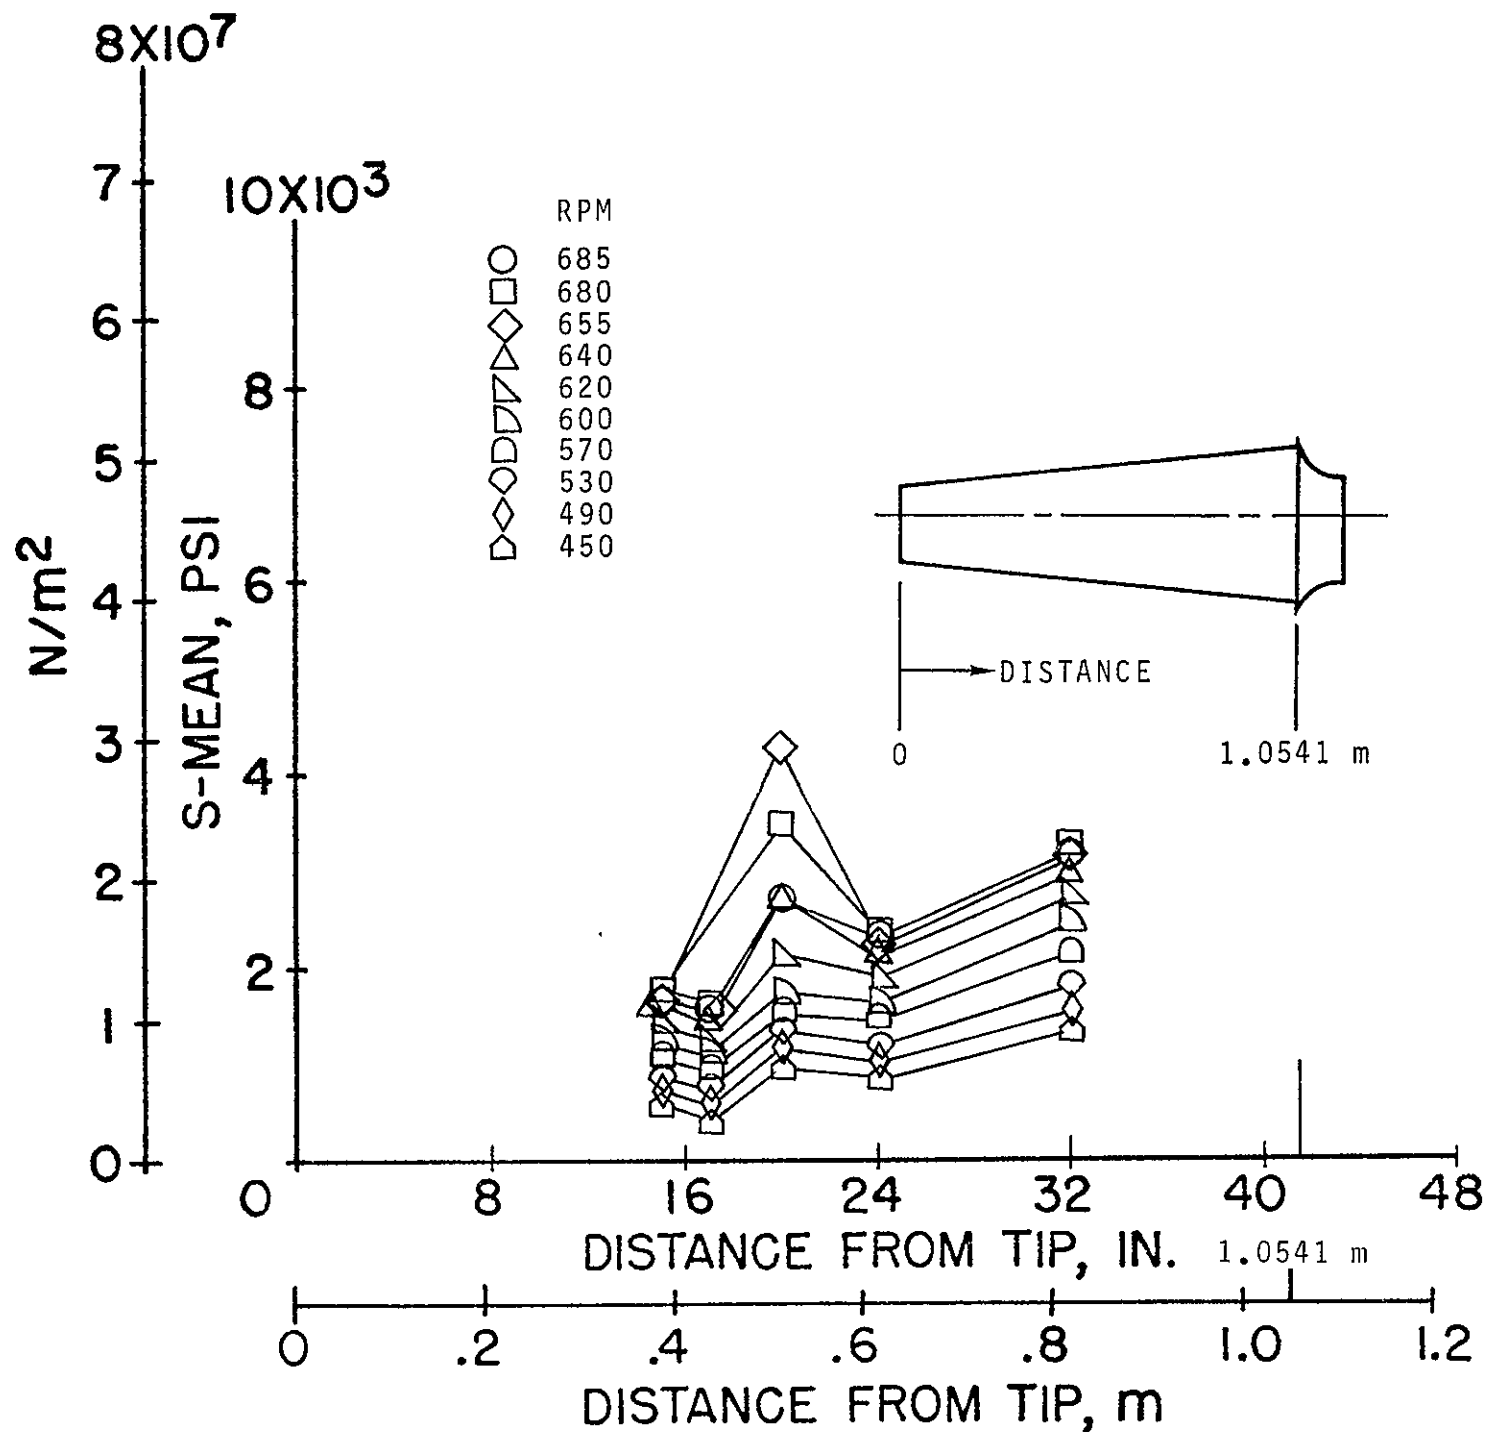 8X10⁷
7
6
5
4
3
2
1
0
N/m²
10X10³
8
6
4
2
0
S-MEAN, PSI
RPM
685
680
655
640
620
600
570
530
490
450
DISTANCE
0 1.0541 m
8 16 24 32 40 48
DISTANCE FROM TIP, IN. 1.0541 m
0 .2 .4 .6 .8 1.0 1.2
DISTANCE FROM TIP, m